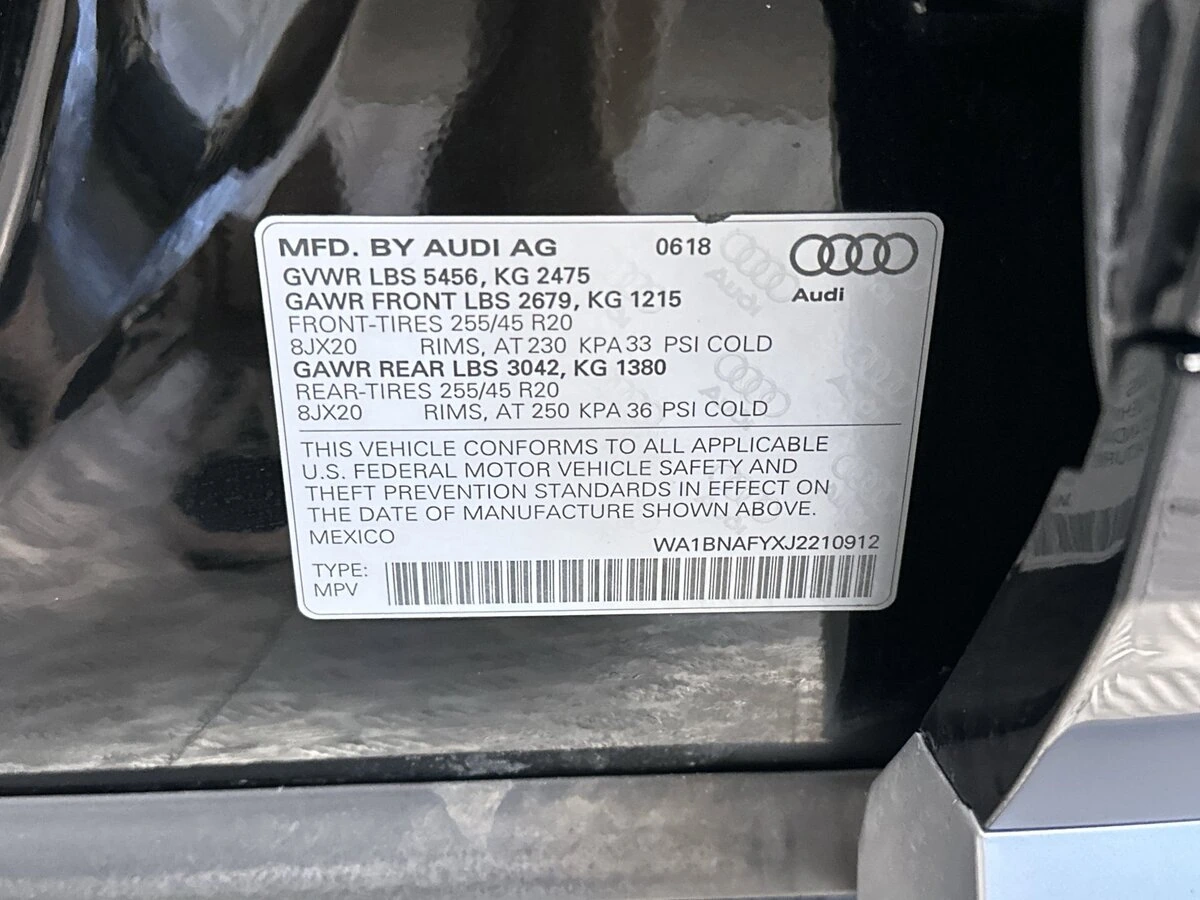 MFD. BY AUDI AG 0618
Audi
GVWR LBS 5456, KG 2475
GAWR FRONT LBS 2679, KG 1215
FRONT-TIRES 255/45 R20
8JX20 RIMS, AT 230 KPA 33 PSI COLD
GAWR REAR LBS 3042, KG 1380
REAR-TIRES 255/45 R20
8JX20 RIMS, AT 250 KPA 36 PSI COLD
THIS VEHICLE CONFORMS TO ALL APPLICABLE
U.S. FEDERAL MOTOR VEHICLE SAFETY AND
THEFT PREVENTION STANDARDS IN EFFECT ON
THE DATE OF MANUFACTURE SHOWN ABOVE.
MEXICO WA1BNAFYXJ2210912
TYPE:
MPV